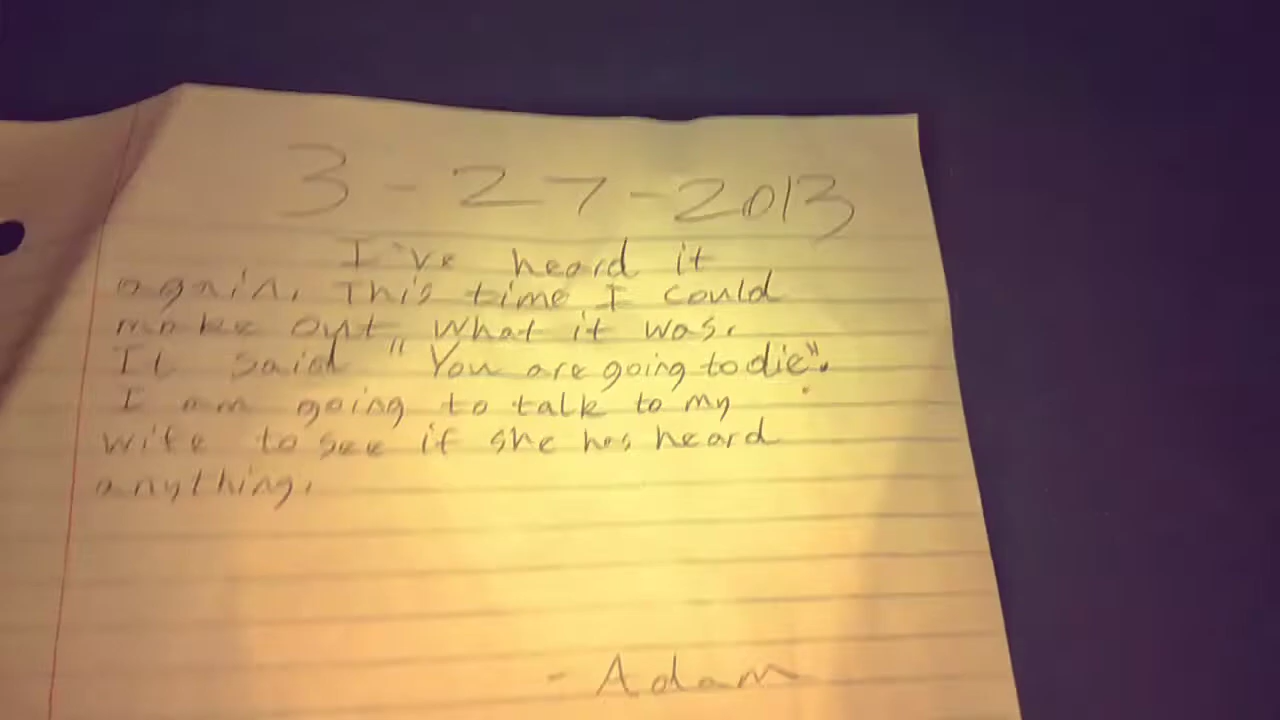 3-27-2013
I've heard it
again. This time I could
make out what it was.
It said "You are going to die".
I am going to talk to my
wife to see if she has heard
anything.
- Adam